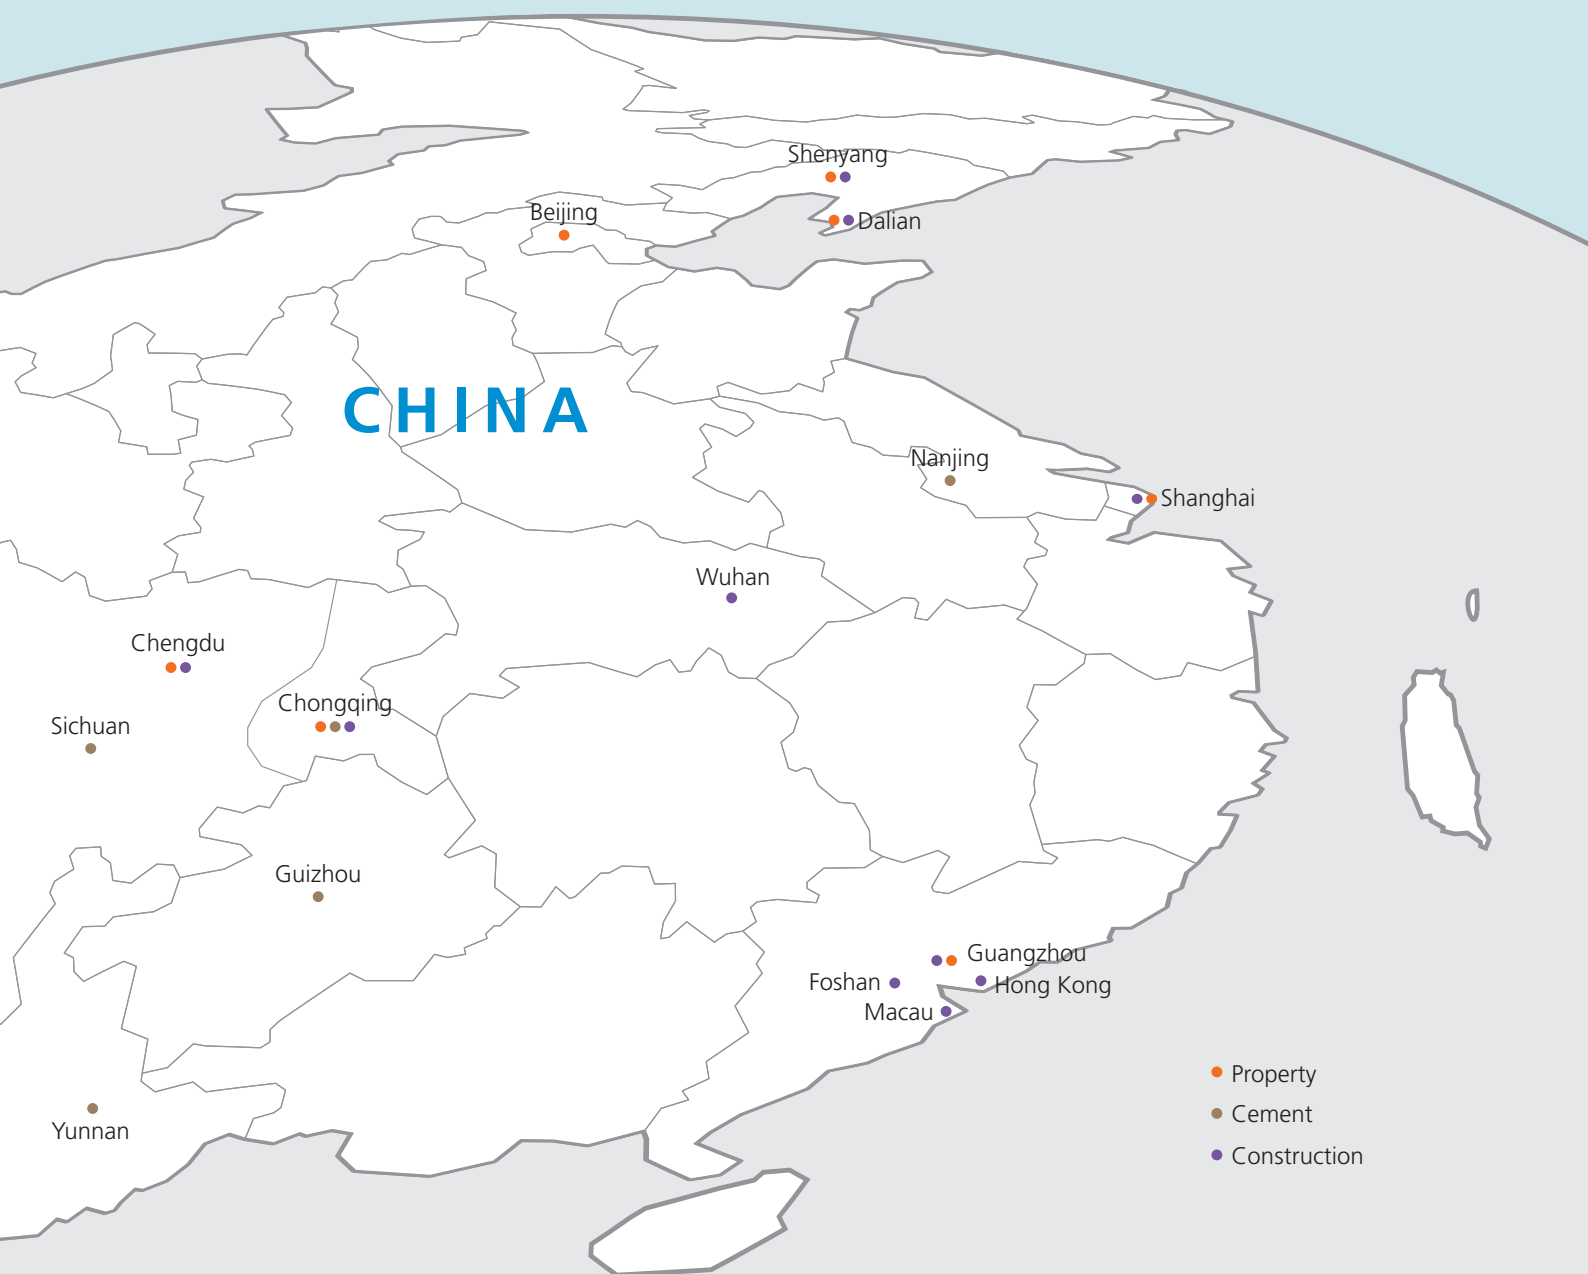 Shenyang
Beijing
Dalian
CHINA
Nanjing
Shanghai
Wuhan
Chengdu
Chongqing
Sichuan
Guizhou
Guangzhou
Foshan
Hong Kong
Macau
Property
Cement
Yunnan
Construction